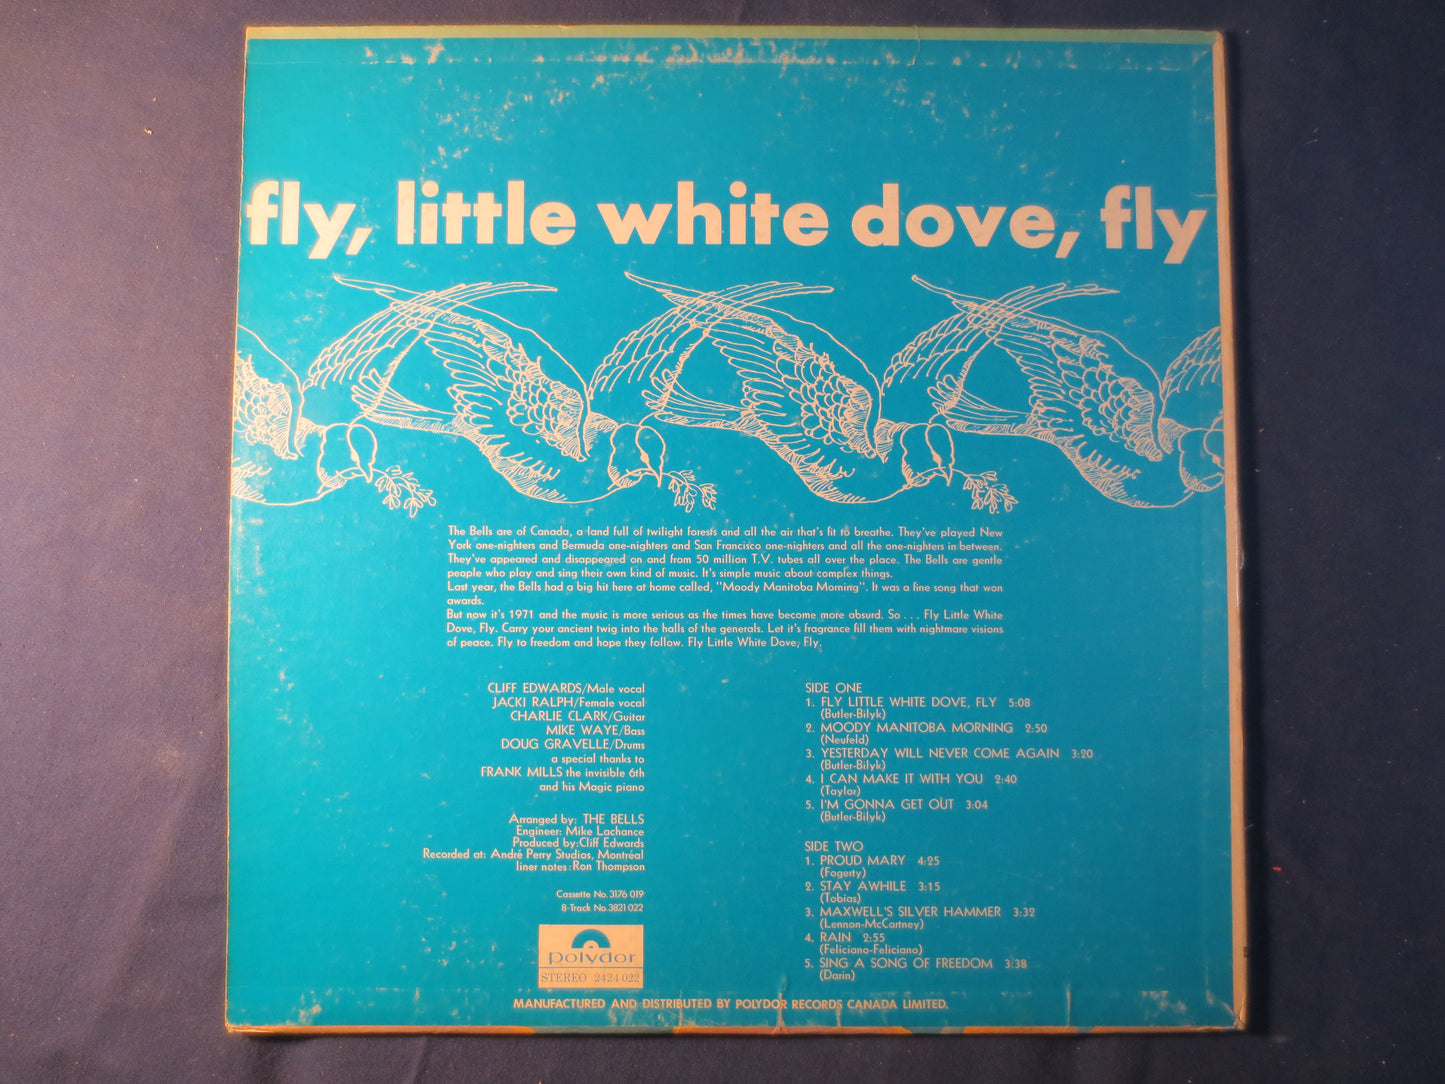 fly, little white dove, fly
The Bells are of Canada, a land full of twilight forests and all the air that's fit to breathe. They've played New
York one-nighters and Bermuda one-nighters and San Francisco one-nighters and all the one-nighters in between.
They've appeared and disappeared on and from 50 million T.V. tubes all over the place. The Bells are gentle
people who play and sing their own kind of music. It's simple music about complex things.
Last year, the Bells had a big hit here at home called, "Moody Manitoba Morning". It was a fine song that won
awards.
But now it's 1971 and the music is more serious as the times have become more absurd. So . . . Fly Little White
Dove, Fly. Carry your ancient twig into the halls of the generals. Let it's fragrance fill them with nightmare visions
of peace. Fly to freedom and hope they follow. Fly Little White Dove, Fly.
CLIFF EDWARDS/Male vocal
JACKI RALPH/Female vocal
CHARLIE CLARK/Guitar
MIKE WAYE/Bass
DOUG GRAVELLE/Drums
a special thanks to
FRANK MILLS the invisible 6th
and his Magic piano
Arranged by: THE BELLS
Engineer: Mike Lachance
Produced by:Cliff Edwards
Recorded at: André Perry Studios, Montréal
liner notes:Ron Thompson
Cassette No. 3176 019
8-Track No. 3821 022
polydor
STEREO 2424 022
SIDE ONE
1. FLY LITTLE WHITE DOVE, FLY 5:08
(Butler-Bilyk)
2. MOODY MANITOBA MORNING 2:50
(Neufeld)
3. YESTERDAY WILL NEVER COME AGAIN 3:20
(Butler-Bilyk)
4. I CAN MAKE IT WITH YOU 2:40
(Taylor)
5. I'M GONNA GET OUT 3:04
(Butler-Bilyk)
SIDE TWO
1. PROUD MARY 4:25
(Fogerty)
2. STAY AWHILE 3:15
(Tobias)
3. MAXWELL'S SILVER HAMMER 3:32
(Lennon-McCartney)
4. RAIN 2:55
(Feliciano-Feliciano)
5. SING A SONG OF FREEDOM 3:38
(Darin)
MANUFACTURED AND DISTRIBUTED BY POLYDOR RECORDS CANADA LIMITED.